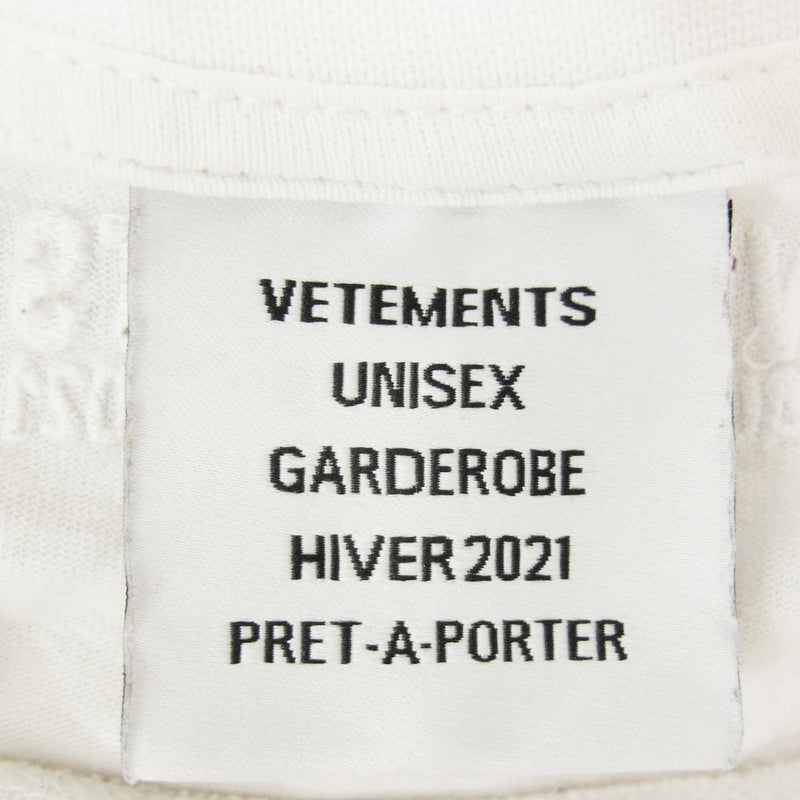 VETEMENTS
UNISEX
GARDEROBE
HIVER 2021
PRET-A-PORTER